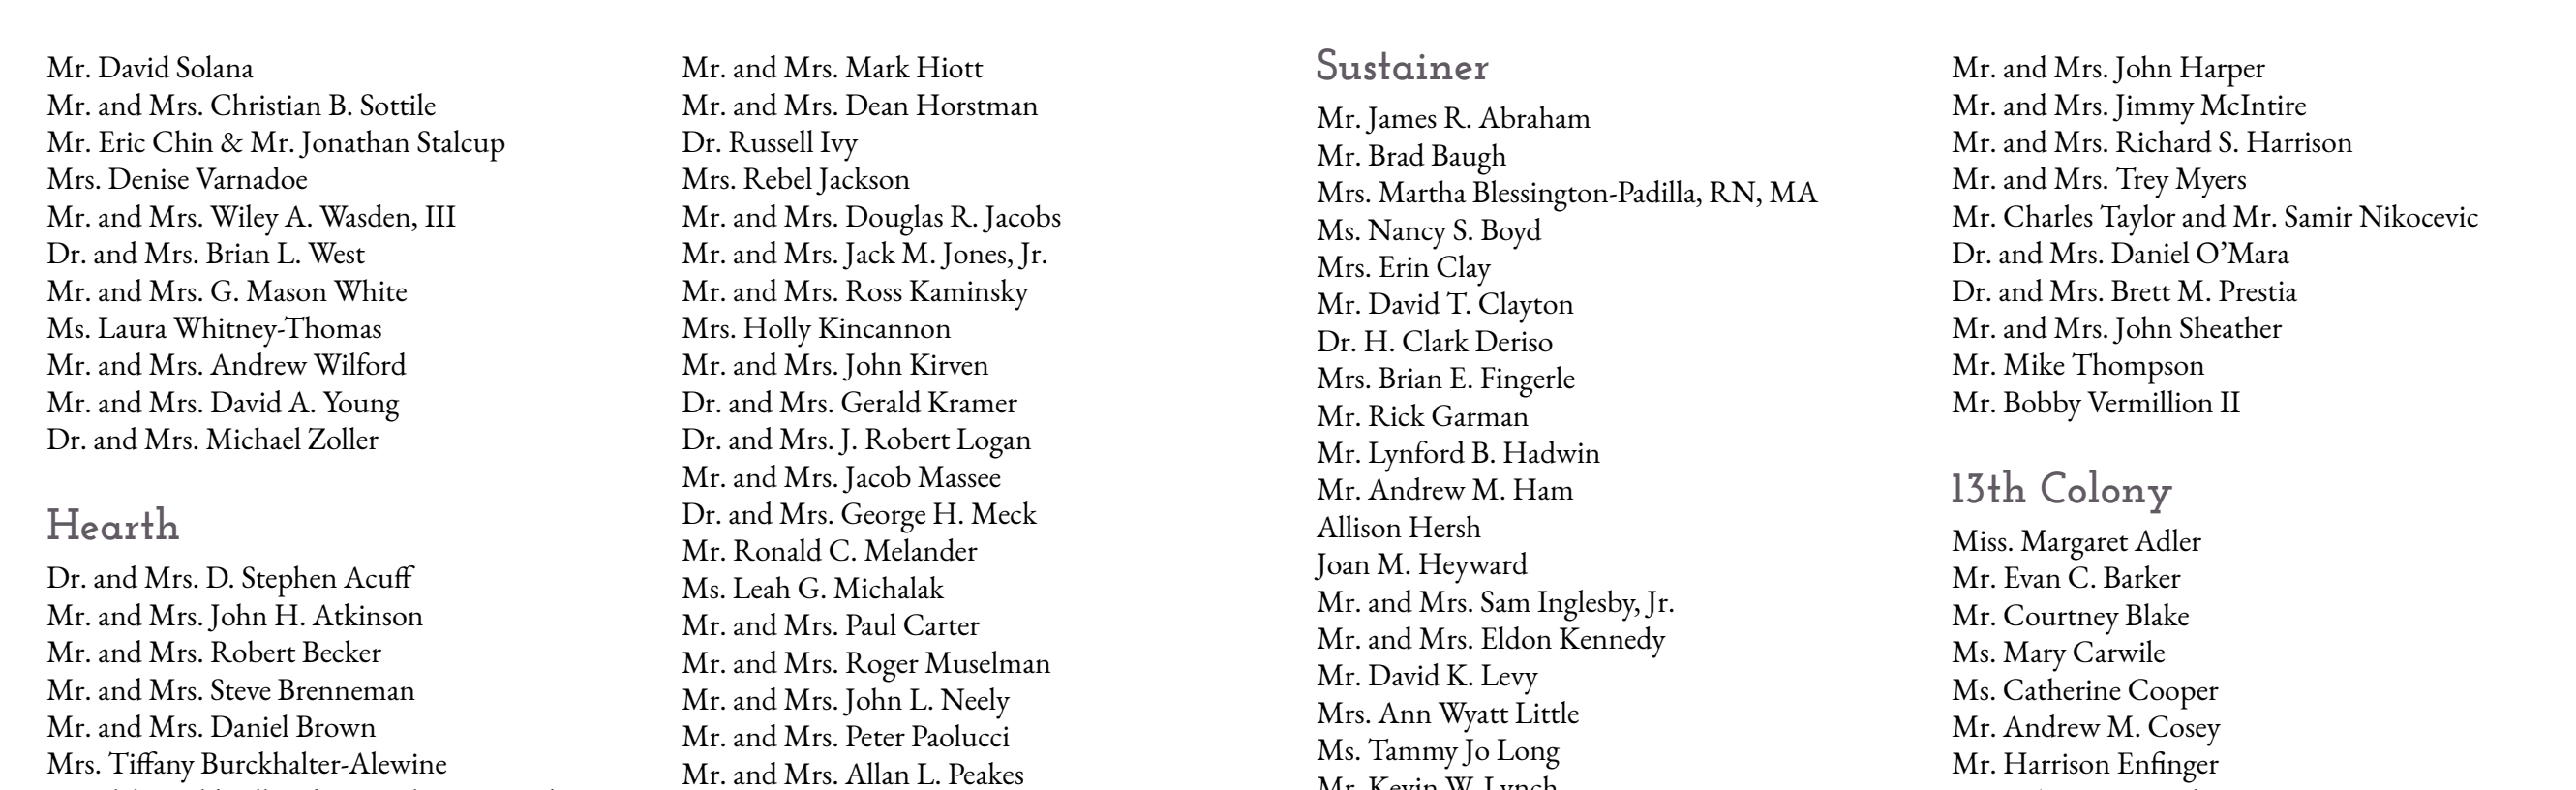 Mr. David Solana
Mr. and Mrs. Christian B. Sottile
Mr. Eric Chin & Mr. Jonathan Stalcup
Mrs. Denise Varnadoe
Mr. and Mrs. Wiley A. Wasden, III
Dr. and Mrs. Brian L. West
Mr. and Mrs. G. Mason White
Ms. Laura Whitney-Thomas
Mr. and Mrs. Andrew Wilford
Mr. and Mrs. David A. Young
Dr. and Mrs. Michael Zoller
Hearth
Dr. and Mrs. D. Stephen Acuff
Mr. and Mrs. John H. Atkinson
Mr. and Mrs. Robert Becker
Mr. and Mrs. Steve Brenneman
Mr. and Mrs. Daniel Brown
Mrs. Tiffany Burckhalter-Alewine
Mr. and Mrs. Mark Hiott
Mr. and Mrs. Dean Horstman
Dr. Russell Ivy
Mrs. Rebel Jackson
Mr. and Mrs. Douglas R. Jacobs
Mr. and Mrs. Jack M. Jones, Jr.
Mr. and Mrs. Ross Kaminsky
Mrs. Holly Kincannon
Mr. and Mrs. John Kirven
Dr. and Mrs. Gerald Kramer
Dr. and Mrs. J. Robert Logan
Mr. and Mrs. Jacob Massee
Dr. and Mrs. George H. Meck
Mr. Ronald C. Melander
Ms. Leah G. Michalak
Mr. and Mrs. Paul Carter
Mr. and Mrs. Roger Muselman
Mr. and Mrs. John L. Neely
Mr. and Mrs. Peter Paolucci
Mr. and Mrs. Allan L. Peakes
Sustainer
Mr. James R. Abraham
Mr. Brad Baugh
Mrs. Martha Blessington-Padilla, RN, MA
Ms. Nancy S. Boyd
Mrs. Erin Clay
Mr. David T. Clayton
Dr. H. Clark Deriso
Mrs. Brian E. Fingerle
Mr. Rick Garman
Mr. Lynford B. Hadwin
Mr. Andrew M. Ham
Allison Hersh
Joan M. Heyward
Mr. and Mrs. Sam Inglesby, Jr.
Mr. and Mrs. Eldon Kennedy
Mr. David K. Levy
Mrs. Ann Wyatt Little
Ms. Tammy Jo Long
Mr. Kevin W. Lynch
Mr. and Mrs. John Harper
Mr. and Mrs. Jimmy McIntire
Mr. and Mrs. Richard S. Harrison
Mr. and Mrs. Trey Myers
Mr. Charles Taylor and Mr. Samir Nikocevic
Dr. and Mrs. Daniel O’Mara
Dr. and Mrs. Brett M. Prestia
Mr. and Mrs. John Sheather
Mr. Mike Thompson
Mr. Bobby Vermillion II
13th Colony
Miss. Margaret Adler
Mr. Evan C. Barker
Mr. Courtney Blake
Ms. Mary Carwile
Ms. Catherine Cooper
Mr. Andrew M. Cosey
Mr. Harrison Enfinger